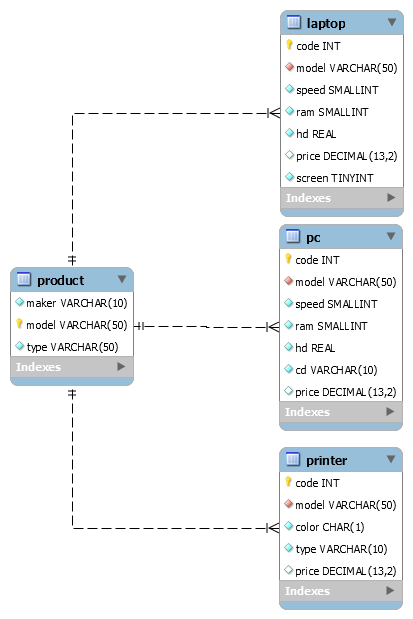 laptop
code INT
model VARCHAR(50)
speed SMALLINT
ram SMALLINT
hd REAL
price DECIMAL(13,2)
screen TINYINT
Indexes
pc
code INT
model VARCHAR(50)
speed SMALLINT
ram SMALLINT
hd REAL
cd VARCHAR(10)
price DECIMAL(13,2)
Indexes
product
maker VARCHAR(10)
model VARCHAR(50)
type VARCHAR(50)
Indexes
printer
code INT
model VARCHAR(50)
color CHAR(1)
type VARCHAR(10)
price DECIMAL(13,2)
Indexes